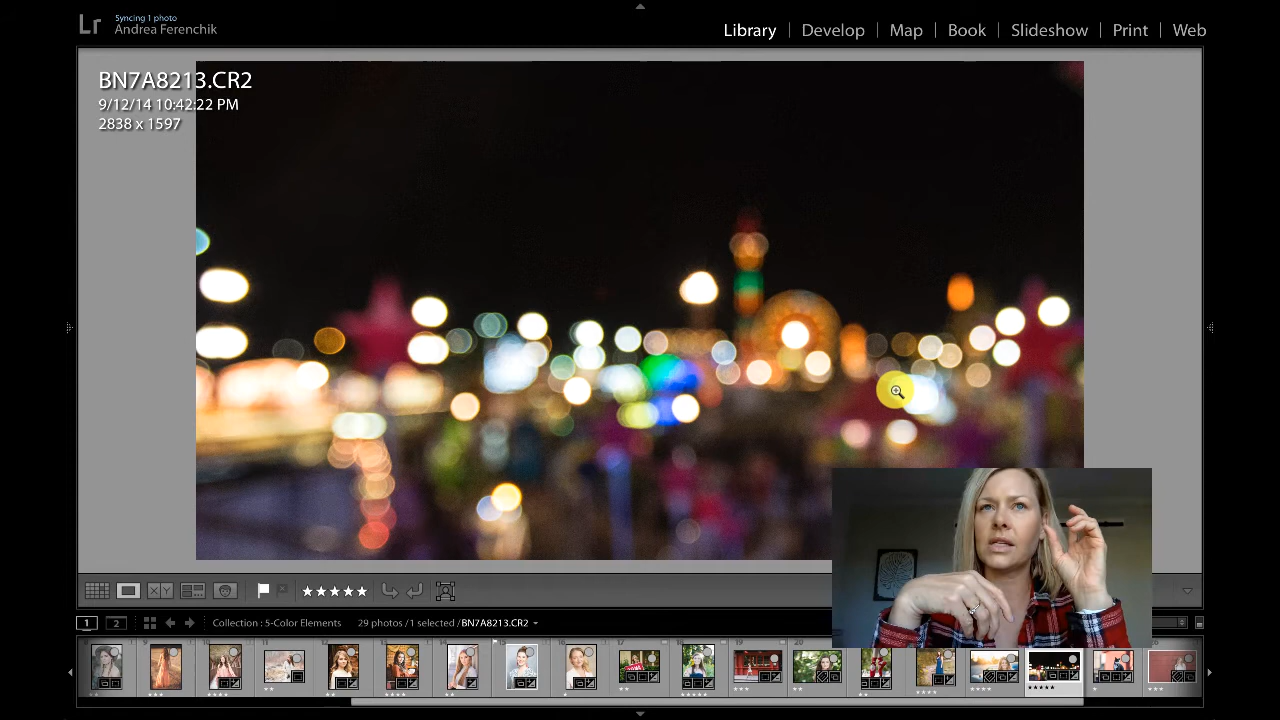 Lr
Syncing 1 photo
Andrea Ferenchik
Library
Develop
Map
Book
Slideshow
Print
Web
BN7A8213.CR2
9/12/14 10:42:22 PM
2838 x 1597
XY
1
2
Collection : 5-Color Elements
29 photos /1 selected /BN7A8213.CR2